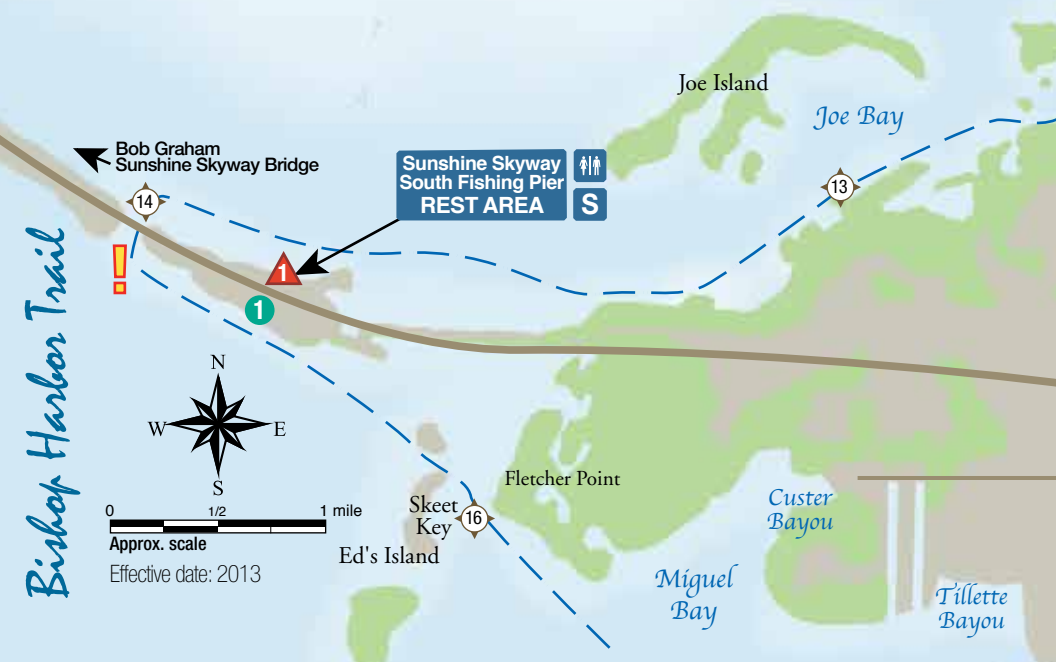 Joe Island
Joe Bay
Bob Graham
Sunshine Skyway Bridge
Sunshine Skyway
South Fishing Pier
REST AREA
S
13
14
!
1
1
Bishop Harbor Trail
N
W
E
S
Fletcher Point
Skeet
Key
16
Custer
Bayou
0 1/2 1 mile
Approx. scale
Effective date: 2013
Ed's Island
Miguel
Bay
Tillette
Bayou